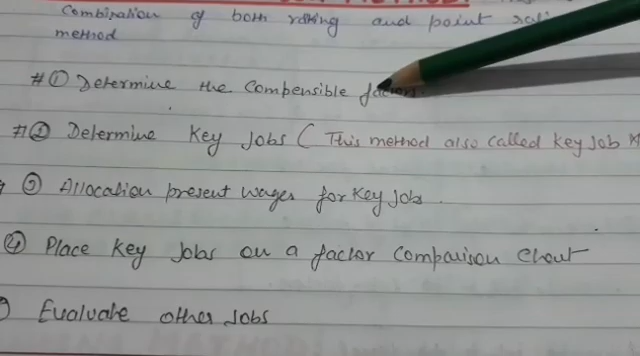 Combination of both rating and point
method
#① Determine the Compensible factors.
#② Determine Key Jobs ( This method also called key Job
③ Allocation present wages for Key Jobs.
④ Place Key Jobs on a factor Comparison Chart
Evaluate other Jobs